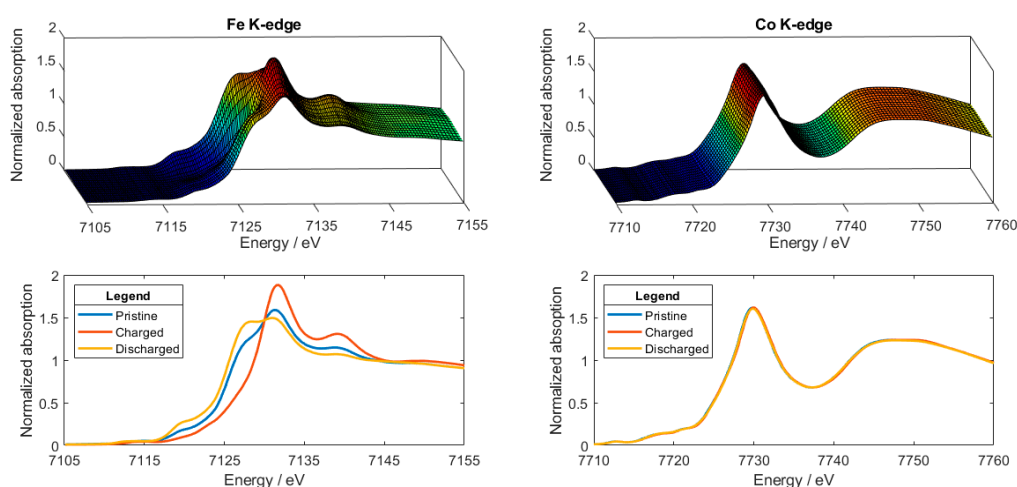 Fe K-edge
Normalized absorption
2
1.5
1
0.5
0
7105
7115
7125
7135
7145
7155
Energy / eV
Co K-edge
Normalized absorption
2
1.5
1
0.5
0
7710
7720
7730
7740
7750
7760
Energy / eV
Normalized absoption
2
1.5
1
0.5
0
Legend
Pristine
Charged
Discharged
7105
7115
7125
7135
7145
7155
Energy / eV
Normalized absoption
2
1.5
1
0.5
0
Legend
Pristine
Charged
Discharged
7710
7720
7730
7740
7750
7760
Energy / eV